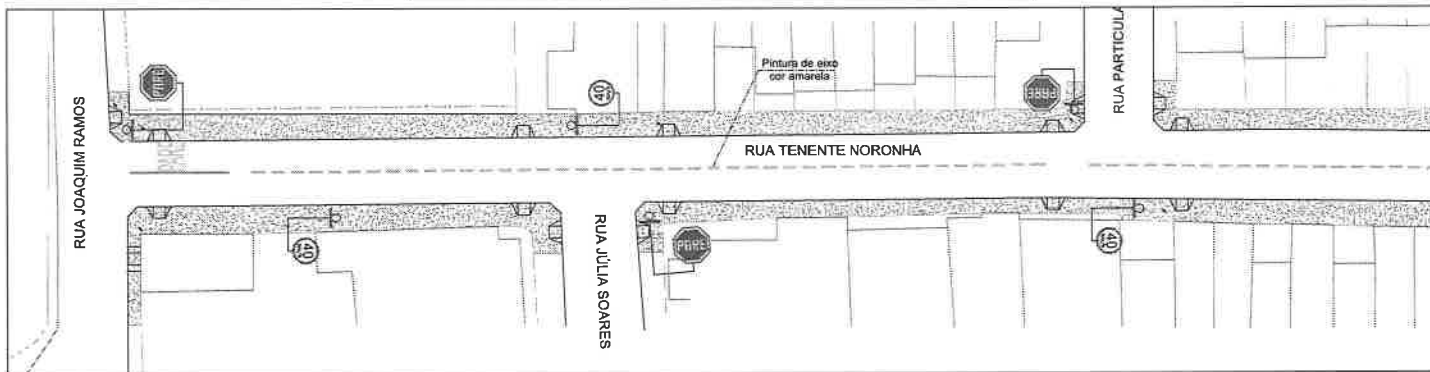 RUA JOAQUIM RAMOS
PARE
PARE
40
40
Pintura de eixo
cor amarela
RUA TENENTE NORONHA
RUA JÚLIA SOARES
PARE
PARE
RUA PARTICULA
40